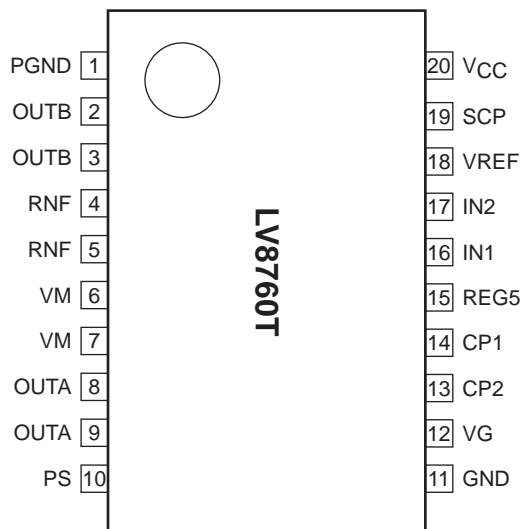 PGND 1
OUTB 2
OUTB 3
RNF 4
RNF 5
VM 6
VM 7
OUTA 8
OUTA 9
PS 10
LV8760T
20 VCC
19 SCP
18 VREF
17 IN2
16 IN1
15 REG5
14 CP1
13 CP2
12 VG
11 GND